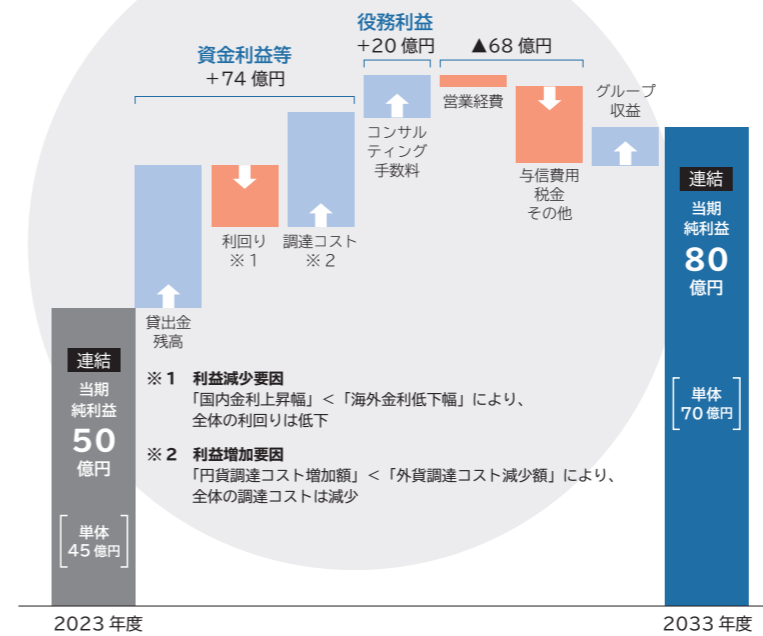 役務利益
+20 億円
▲68 億円
資金利益等
+74 億円
コンサル
ティング
手数料
営業経費
グループ
収益
与信費用
税金
その他
利回り
※1
調達コスト
※2
貸出金
残高
連結
当期
純利益
50
億円
単体
45 億円
連結
当期
純利益
80
億円
単体
70 億円
※1 利益減少要因
「国内金利上昇幅」<「海外金利低下幅」により、
全体の利回りは低下
※2 利益増加要因
「円貨調達コスト増加額」<「外貨調達コスト減少額」により、
全体の調達コストは減少
2023 年度
2033 年度